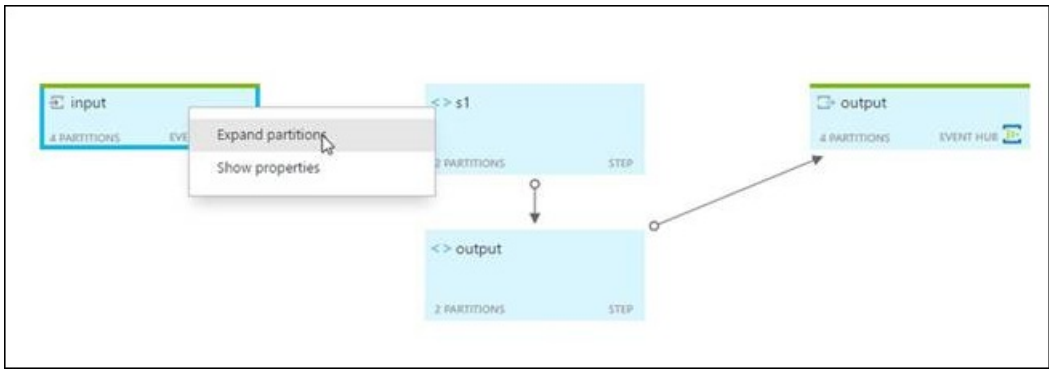 input
4 PARTITIONS
EVE
Expand partitions
Show properties
<> s1
2 PARTITIONS STEP
<> output
2 PARTITIONS STEP
output
4 PARTITIONS EVENT HUB